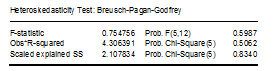 Heteroskedasticity Test: Breusch-Pagan-Godfrey
F-statistic 0.754756 Prob. F(5,12) 0.5987
Obs*R-squared 4.306391 Prob. Chi-Square(5) 0.5062
Scaled explained SS 2.107834 Prob. Chi-Square(5) 0.8340